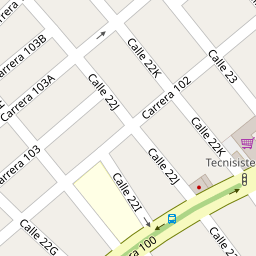 Carrera 103B
Carrera 103A
Calle 22K
Calle 23
Calle 22J
Carrera 102
Calle 22K
Carrera 103
Tecnisiste
Calle 22J
Calle 22I
Calle 22G
ra 100